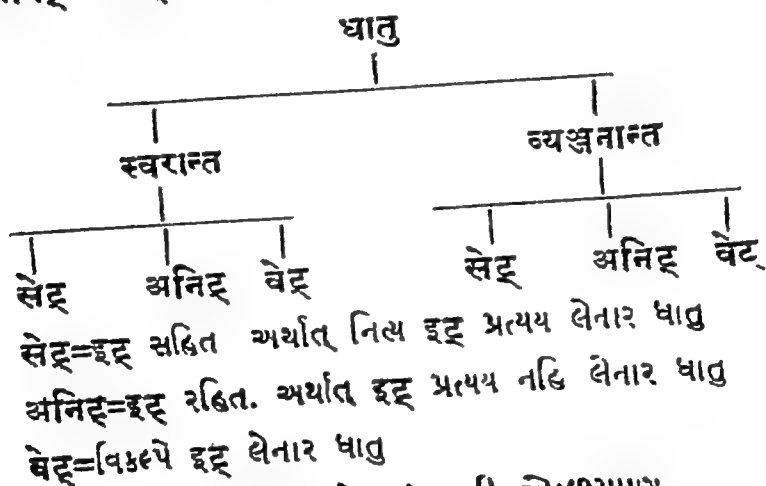 धातु
स्वरान्त व्यञ्जनान्त
सेट् अनिट् वेट् सेट् अनिट् वेट्
सेट्=इट् સહિત અર્થાત્ નિત્ય इट् પ્રત્યય લેનાર ધાતુ
अनिट्=इट् રહિત. અર્થાત્ इट् પ્રત્યય નહિ લેનાર ધાતુ
वेट्=વિકલ્પે इट् લેનાર ધાતુ